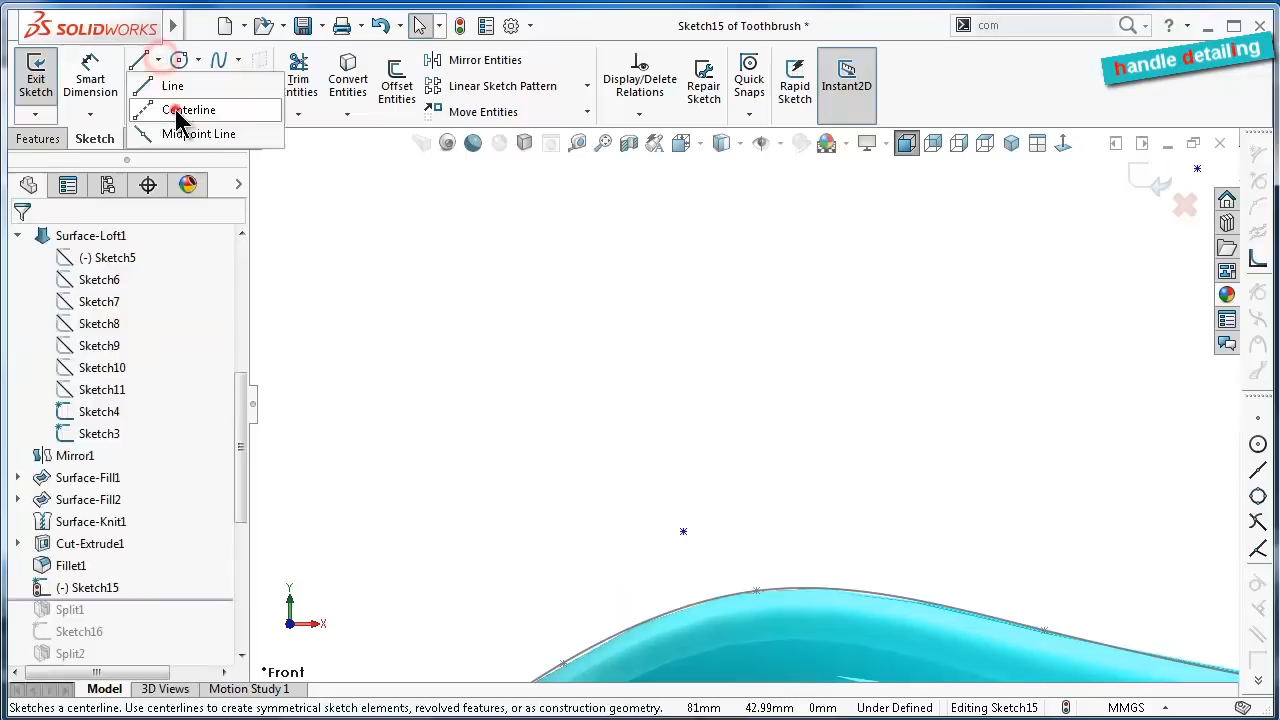 SOLIDWORKS
Sketch15 of Toothbrush *
com
?
handle detailing
Exit Sketch
Smart Dimension
Trim Entities
Convert Entities
Offset Entities
Mirror Entities
Linear Sketch Pattern
Move Entities
Display/Delete Relations
Repair Sketch
Quick Snaps
Rapid Sketch
Instant2D
Line
Centerline
Midpoint Line
Features
Sketch
Surface-Loft1
(-) Sketch5
Sketch6
Sketch7
Sketch8
Sketch9
Sketch10
Sketch11
Sketch4
Sketch3
Mirror1
Surface-Fill1
Surface-Fill2
Surface-Knit1
Cut-Extrude1
Fillet1
(-) Sketch15
Split1
Sketch16
Split2
Y
X
*Front
Model
3D Views
Motion Study 1
Sketches a centerline. Use centerlines to create symmetrical sketch elements, revolved features, or as construction geometry.
81mm
42.99mm
0mm
Under Defined
Editing Sketch15
MMGS